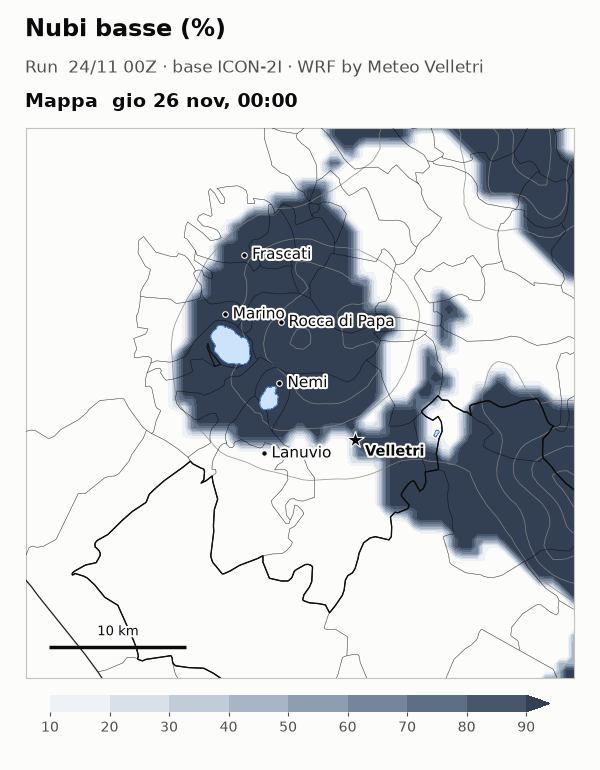 Nubi basse (%)
Run  24/11 00Z · base ICON-2I · WRF by Meteo Velletri
Mappa  gio 26 nov, 00:00
Frascati
Marino
Rocca di Papa
Nemi
Velletri
Lanuvio
10 km
10 20 30 40 50 60 70 80 90